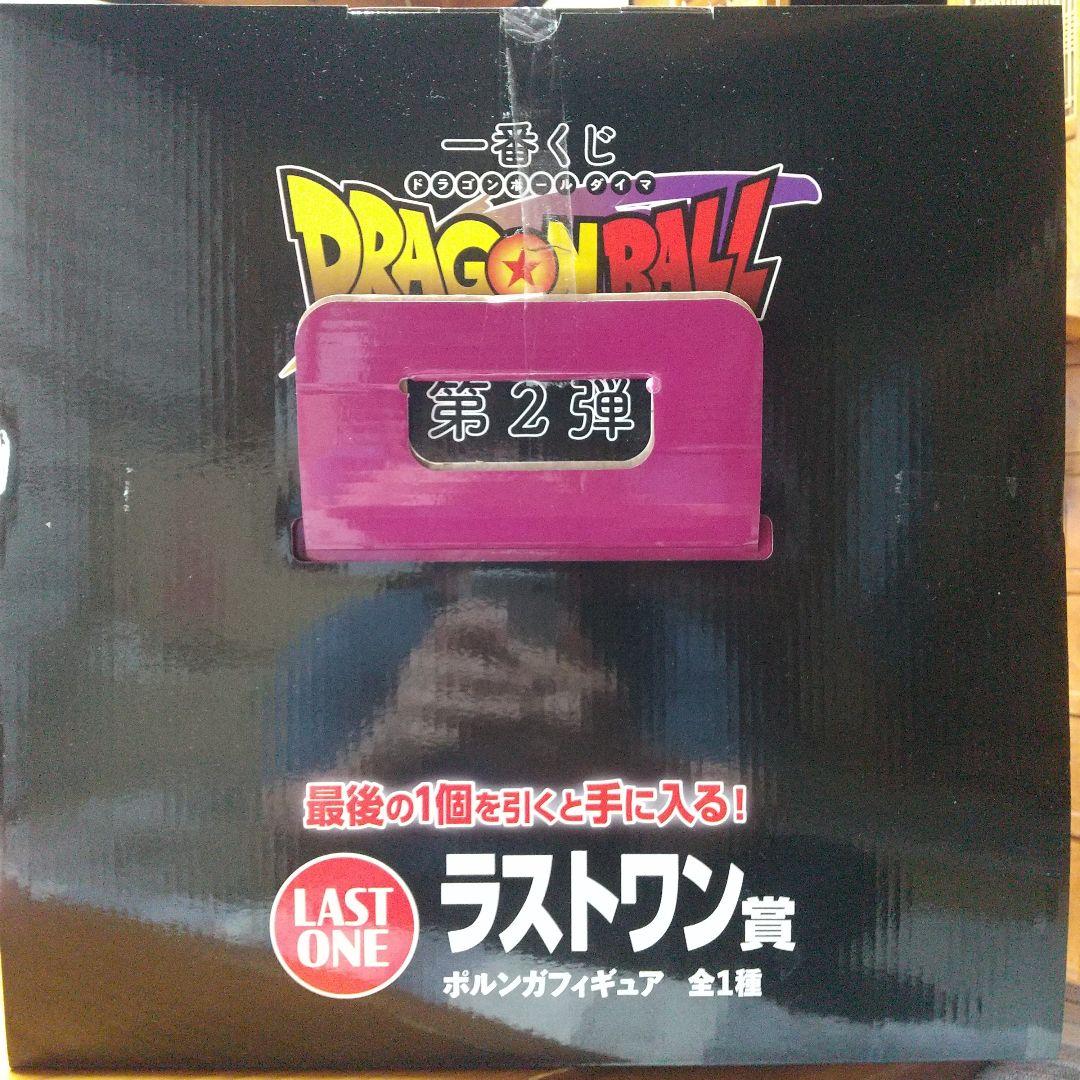 一番くじ
ドラゴンボール ダイマ
DRAGON BALL
第2弾
最後の1個を引くと手に入る!
LAST
ONE
ラストワン賞
ポルンガフィギュア 全1種